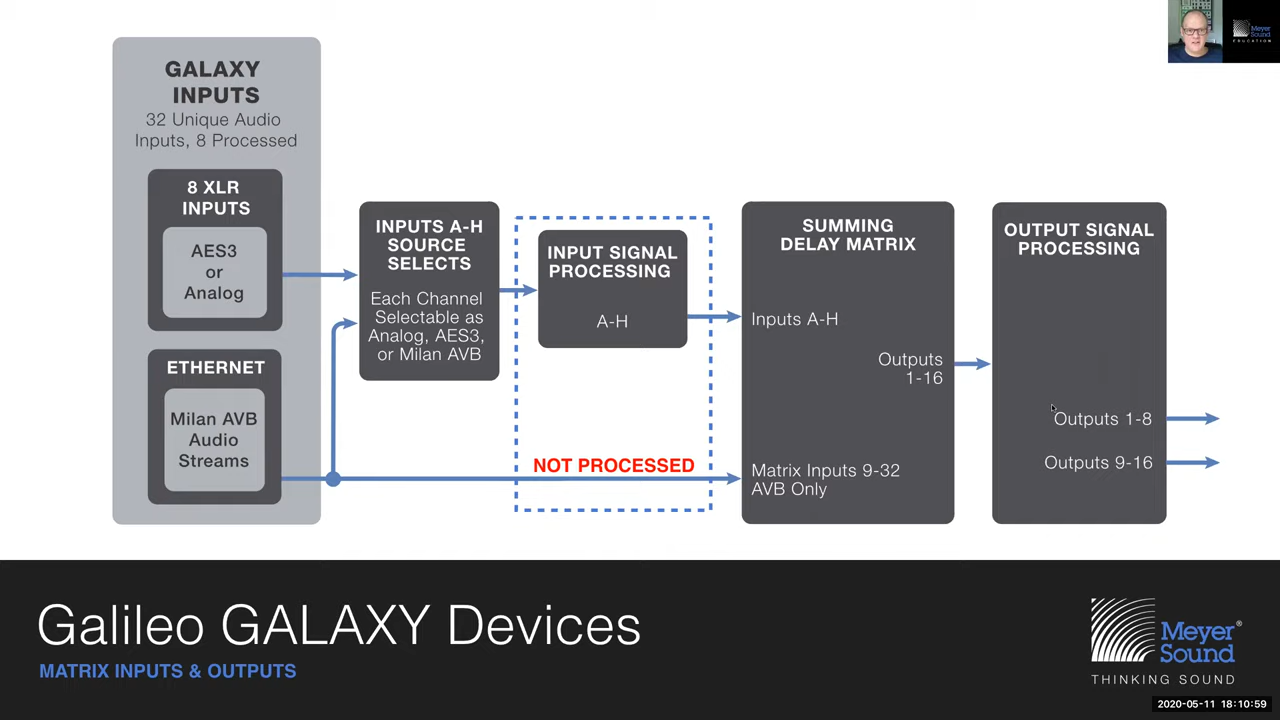 GALAXY
INPUTS
32 Unique Audio
Inputs, 8 Processed
8 XLR
INPUTS
AES3
or
Analog
ETHERNET
Milan AVB
Audio
Streams
INPUTS A-H
SOURCE
SELECTS
Each Channel
Selectable as
Analog, AES3,
or Milan AVB
INPUT SIGNAL
PROCESSING
A-H
NOT PROCESSED
SUMMING
DELAY MATRIX
Inputs A-H
Outputs
1-16
Matrix Inputs 9-32
AVB Only
OUTPUT SIGNAL
PROCESSING
Outputs 1-8
Outputs 9-16
Meyer
Sound
EDUCATION
Galileo GALAXY Devices
MATRIX INPUTS & OUTPUTS
Meyer®
Sound
THINKING SOUND
2020-05-11 18:10:59